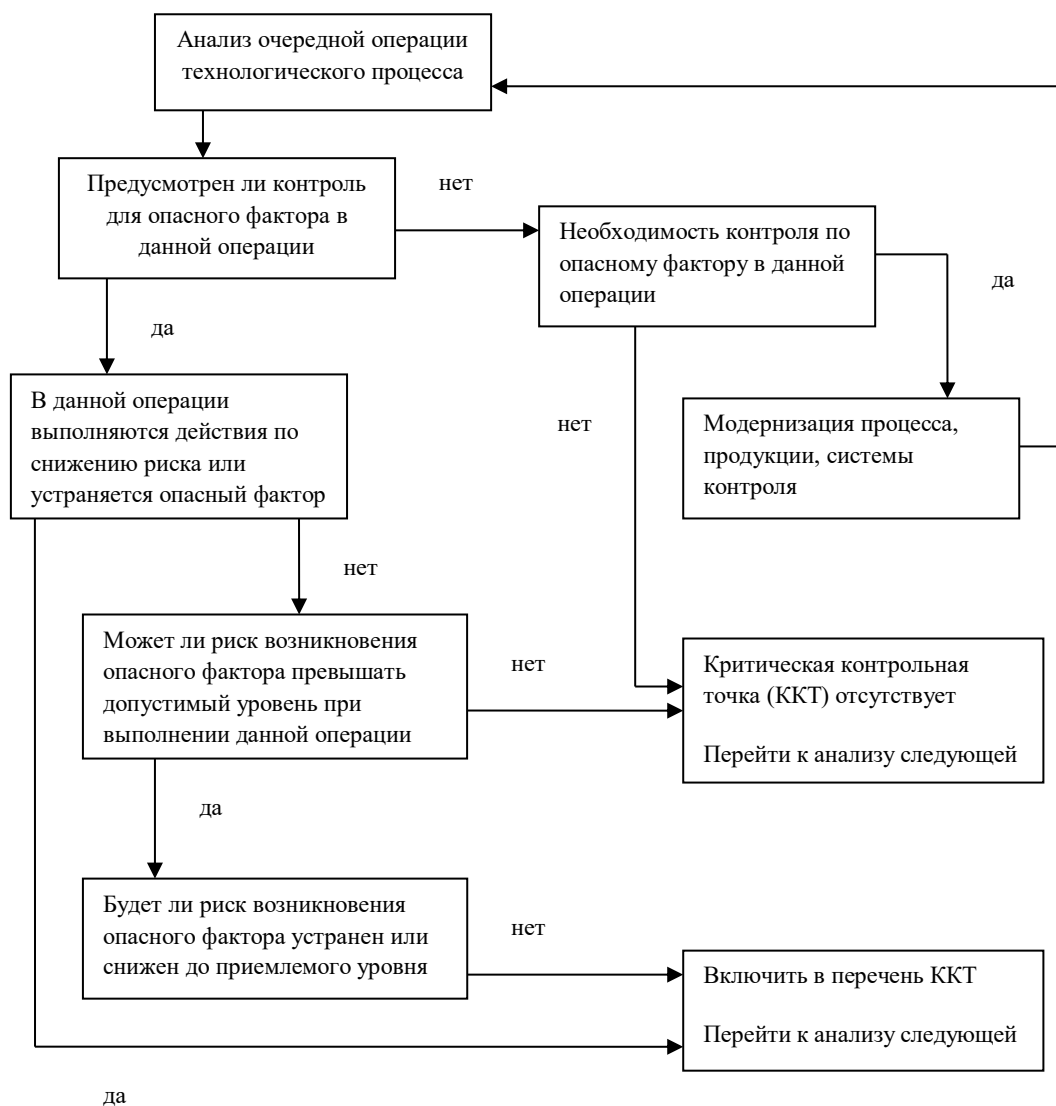 Анализ очередной операции
технологического процесса
Предусмотрен ли контроль
для опасного фактора в
данной операции
нет
Необходимость контроля по
опасному фактору в данной
операции
да
да
В данной операции
выполняются действия по
снижению риска или
устраняется опасный фактор
нет
Модернизация процесса,
продукции, системы
контроля
нет
Может ли риск возникновения
опасного фактора превышать
допустимый уровень при
выполнении данной операции
нет
Критическая контрольная
точка (ККТ) отсутствует
Перейти к анализу следующей
да
Будет ли риск возникновения
опасного фактора устранен или
снижен до приемлемого уровня
нет
Включить в перечень ККТ
Перейти к анализу следующей
да